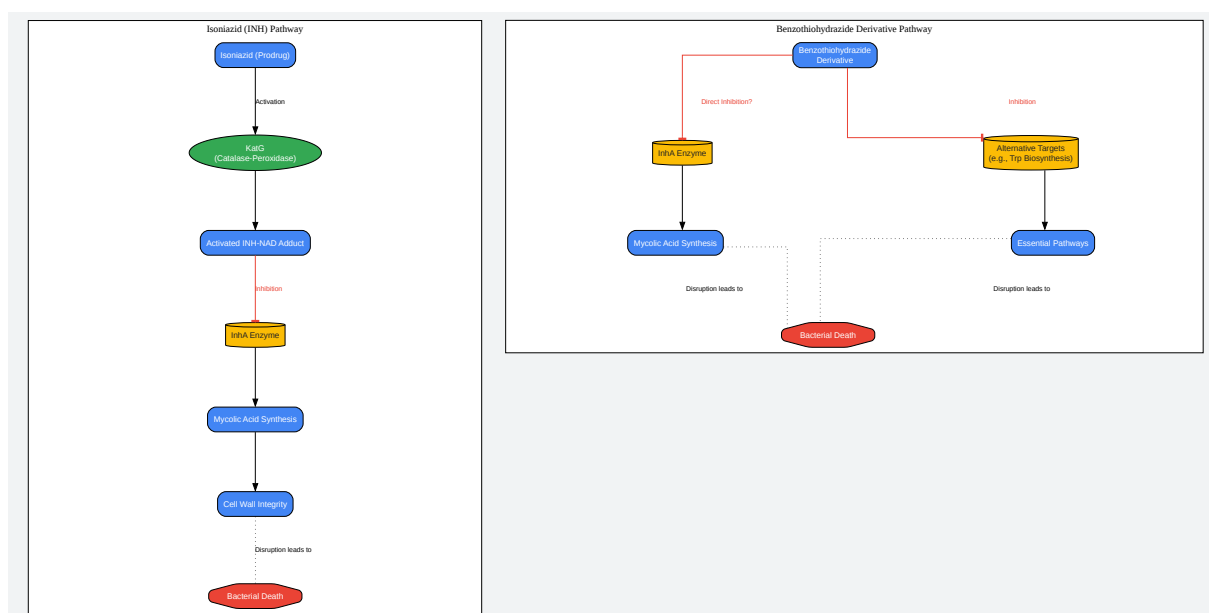 Isoniazid (INH) Pathway
Isoniazid (Prodrug)
Activation
KatG
(Catalase-Peroxidase)
Activated INH-NAD Adduct
Inhibition
InhA Enzyme
Mycolic Acid Synthesis
Cell Wall Integrity
Disruption leads to
Bacterial Death
Benzothiohydrazide Derivative Pathway
Benzothiohydrazide
Derivative
Direct Inhibition?
Inhibition
InhA Enzyme
Alternative Targets
(e.g., Trp Biosynthesis)
Mycolic Acid Synthesis
Essential Pathways
Disruption leads to
Disruption leads to
Bacterial Death